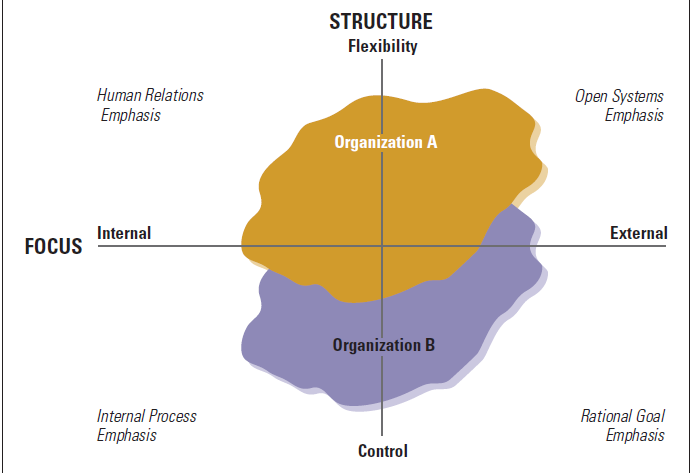 STRUCTURE
Flexibility
Human Relations
Emphasis
Open Systems
Emphasis
Organization A
Internal
External
FOCUS
Organization B
Internal Process
Emphasis
Rational Goal
Emphasis
Control